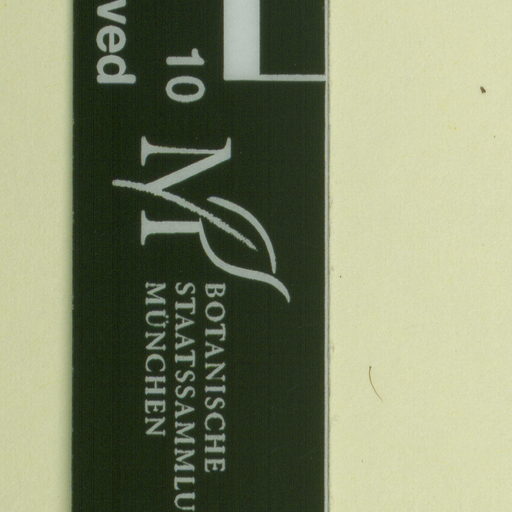 ved
10
BOTANISCHE
STAATSSAMMLU
MÜNCHEN